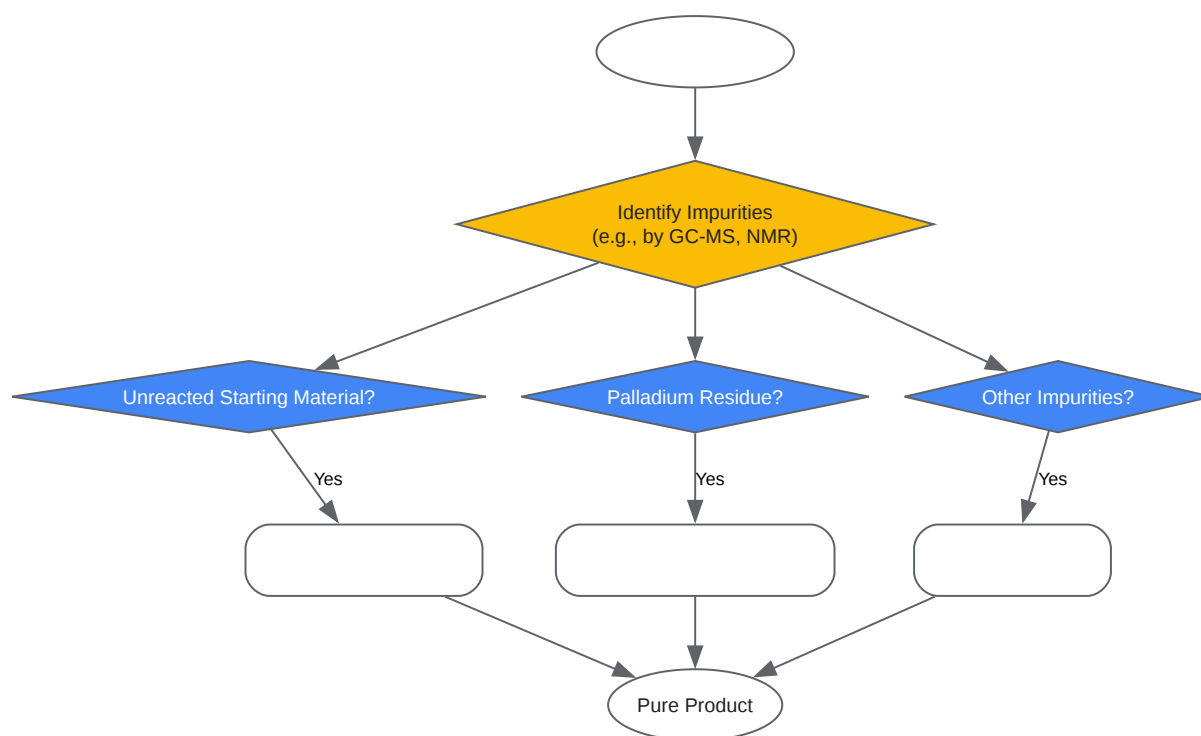 Identify Impurities
(e.g., by GC-MS, NMR)
Unreacted Starting Material?
Palladium Residue?
Other Impurities?
Yes
Yes
Yes
Pure Product